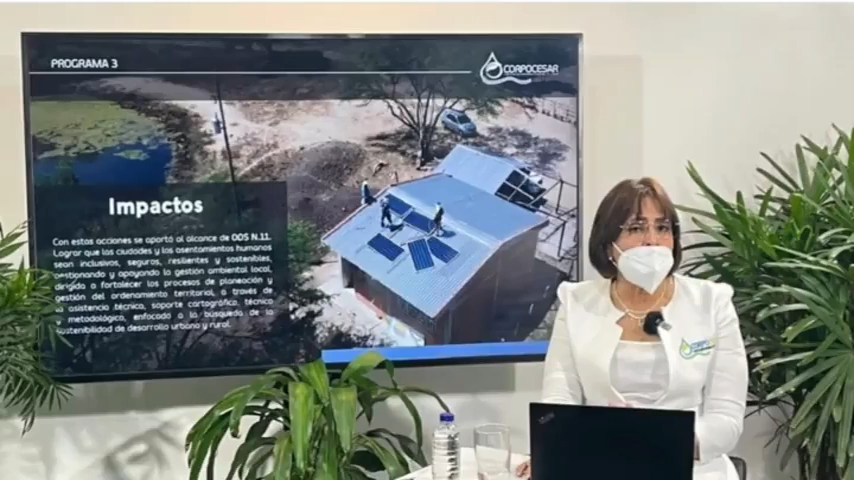 PROGRAMA 3
CORPOCESAR
Impactos
Con estas acciones se aporta al alcance de ODS N.11.
Lograr que las ciudades y los asentamientos humanos
sean inclusivos, seguros, resilientes y sostenibles,
gestionando y apoyando la gestión ambiental local,
dirigida a fortalecer los procesos de planeación y
gestión del ordenamiento territorial, a través de
la asistencia técnica, soporte cartográfico, técnico
y metodológico, enfocado a la búsqueda de la
sostenibilidad de desarrollo urbano y rural.